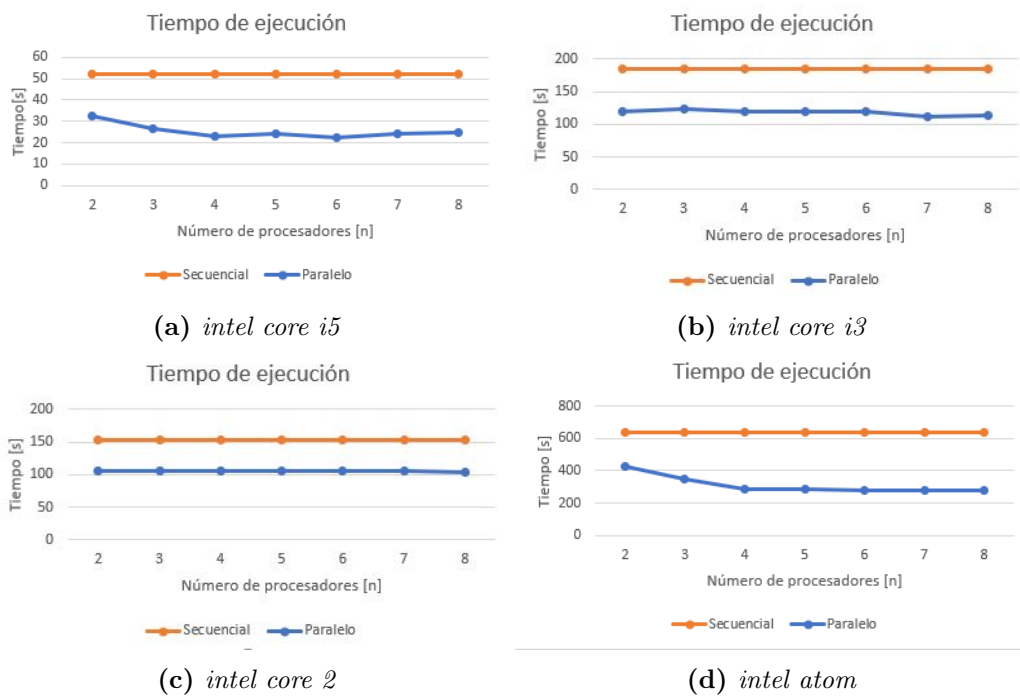 Tiempo de ejecución
60
50
40
30
20
10
0
Tiempo[s]
2 3 4 5 6 7 8
Número de procesadores [n]
Secuencial Paralelo
(a) intel core i5
Tiempo de ejecución
200
150
100
50
0
Tiempo [s]
2 3 4 5 6 7 8
Número de procesadores [n]
Secuencial Paralelo
(b) intel core i3
Tiempo de ejecución
200
150
100
50
0
Tiempo [s]
2 3 4 5 6 7 8
Número de procesadores [n]
Secuencial Paralelo
(c) intel core 2
Tiempo de ejecución
800
600
400
200
0
Tiempo [s]
2 3 4 5 6 7 8
Número de procesadores [n]
Secuencial Paralelo
(d) intel atom